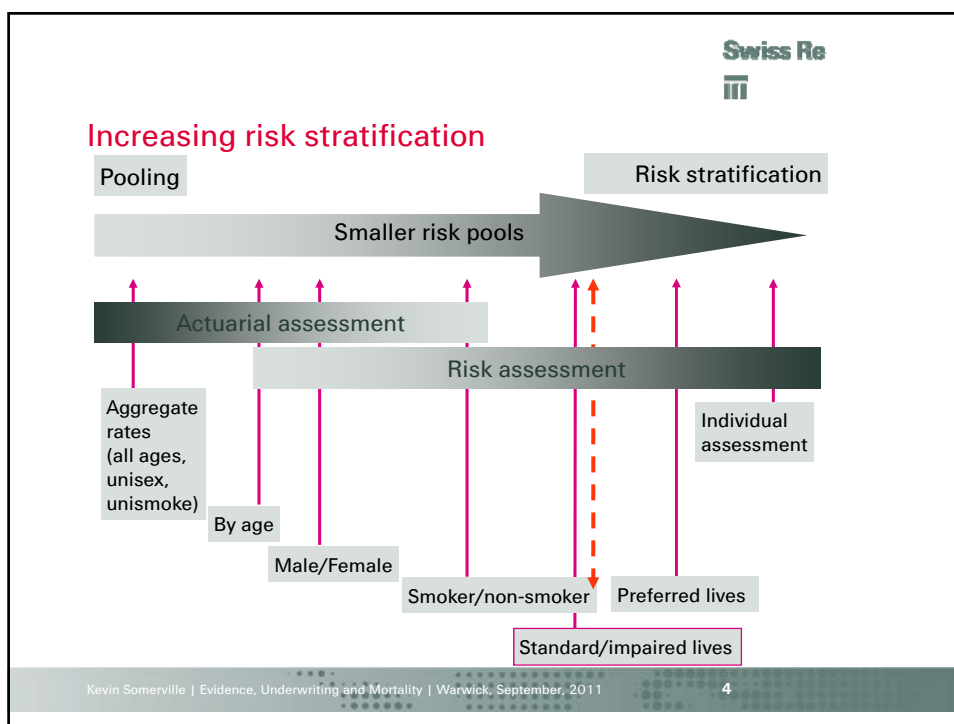 Swiss Re
Increasing risk stratification
Pooling
Risk stratification
Smaller risk pools
Actuarial assessment
Risk assessment
Aggregate
rates
(all ages,
unisex,
unismoke)
Individual
assessment
By age
Male/Female
Smoker/non-smoker
Preferred lives
Standard/impaired lives
Kevin Somerville | Evidence, Underwriting and Mortality | Warwick, September, 2011
4